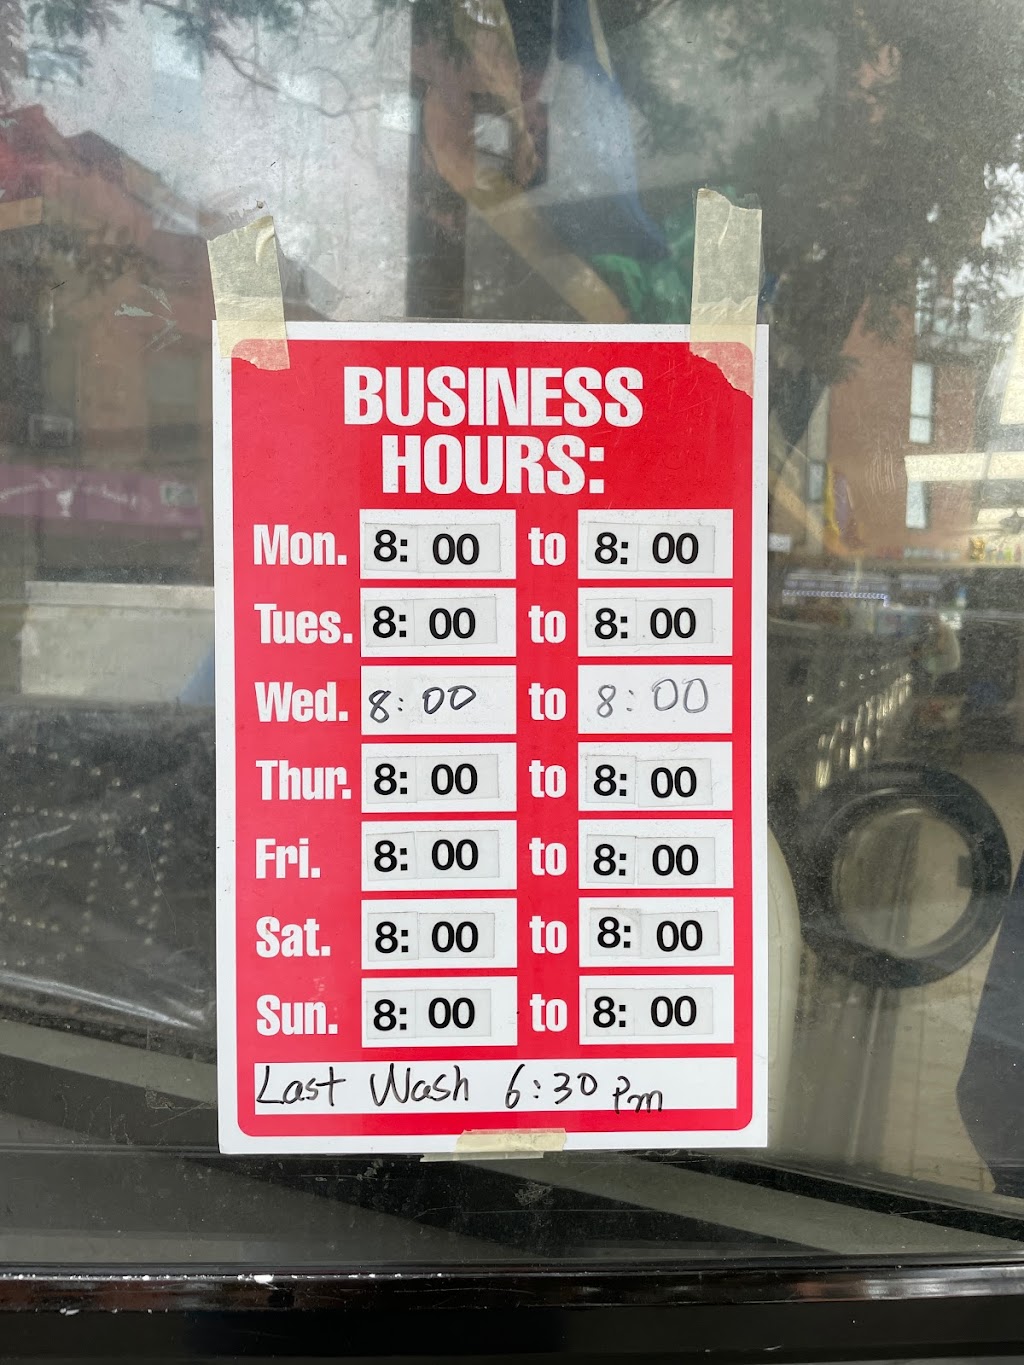 BUSINESS
HOURS:
Mon. 8: 00 to 8: 00
Tues. 8: 00 to 8: 00
Wed. 8: 00 to 8: 00
Thur. 8: 00 to 8: 00
Fri. 8: 00 to 8: 00
Sat. 8: 00 to 8: 00
Sun. 8: 00 to 8: 00
Last Wash 6:30 Pm